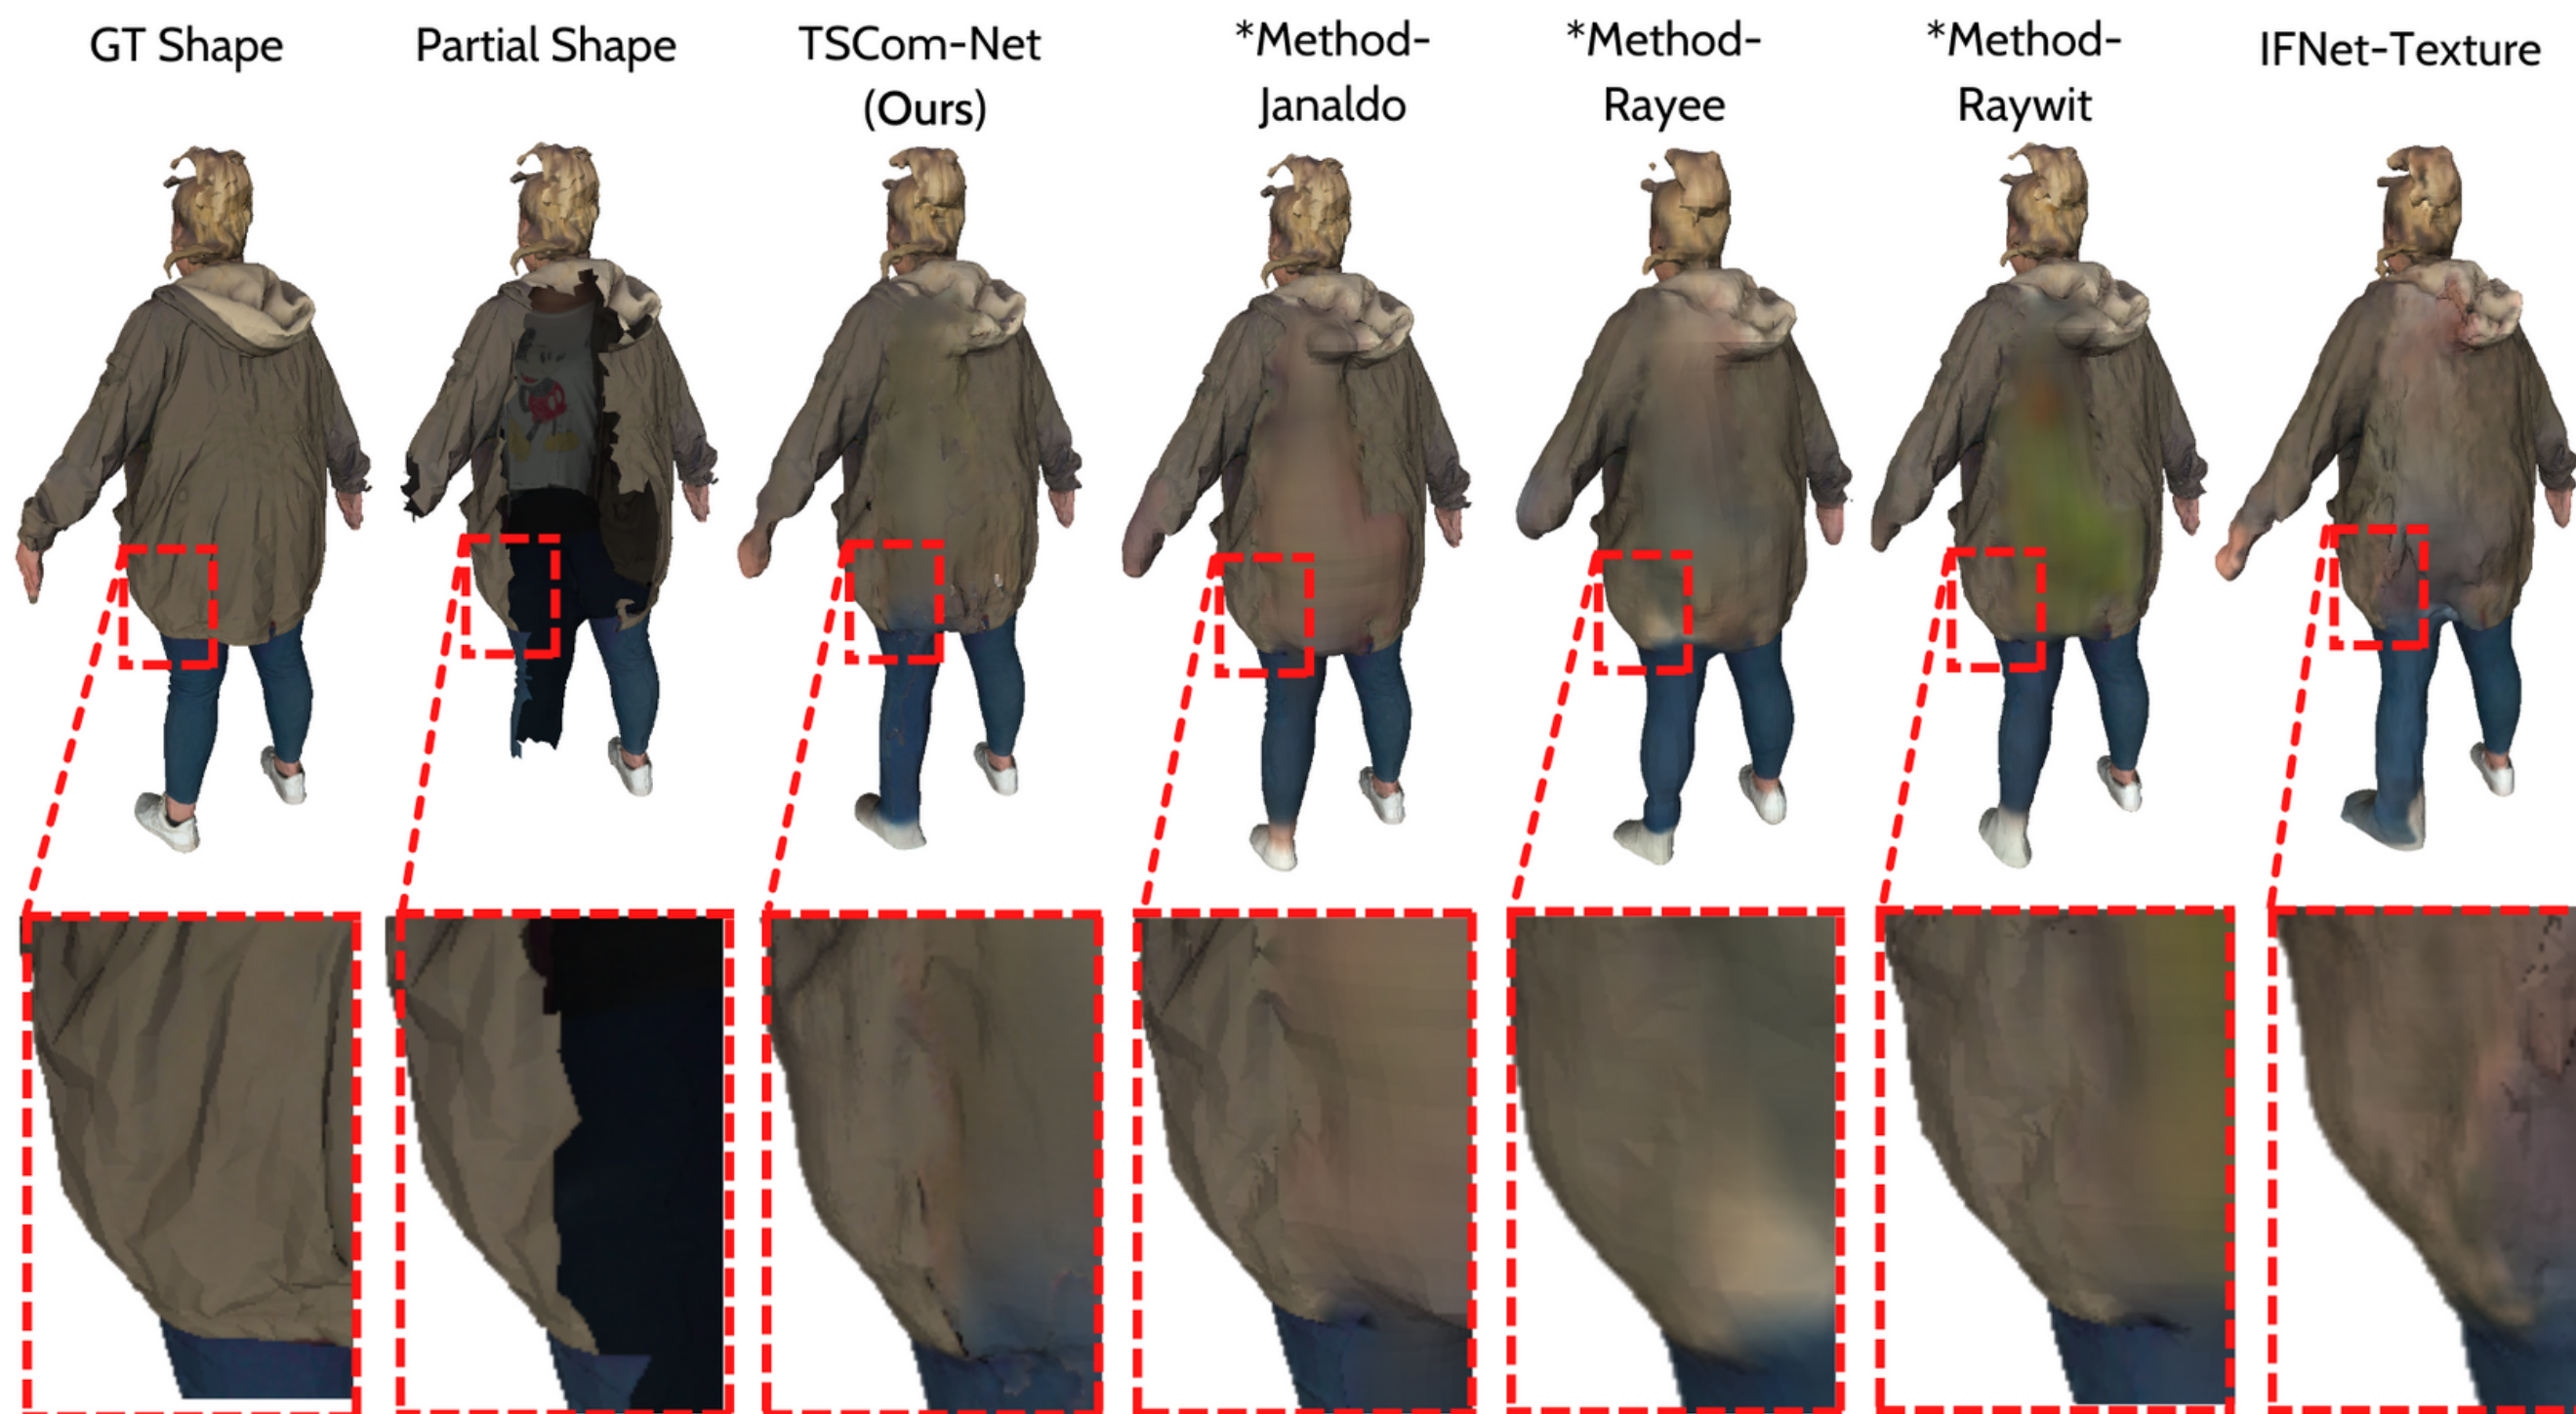 GT Shape
Partial Shape
TSCom-Net
(Ours)
*Method-
Janaldo
*Method-
Rayee
*Method-
Raywit
IFNet-Texture